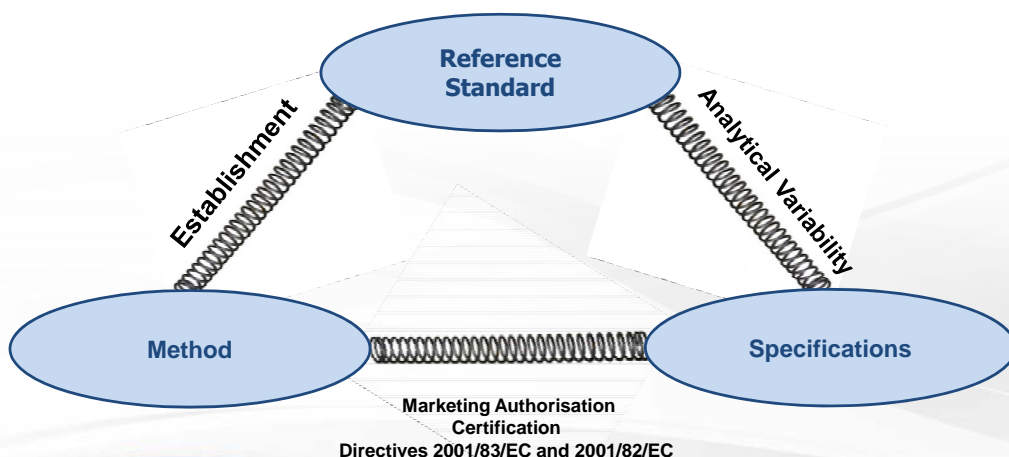 Reference
Standard
Establishment
Analytical Variability
Method
Specifications
Marketing Authorisation
Certification
Directives 2001/83/EC and 2001/82/EC